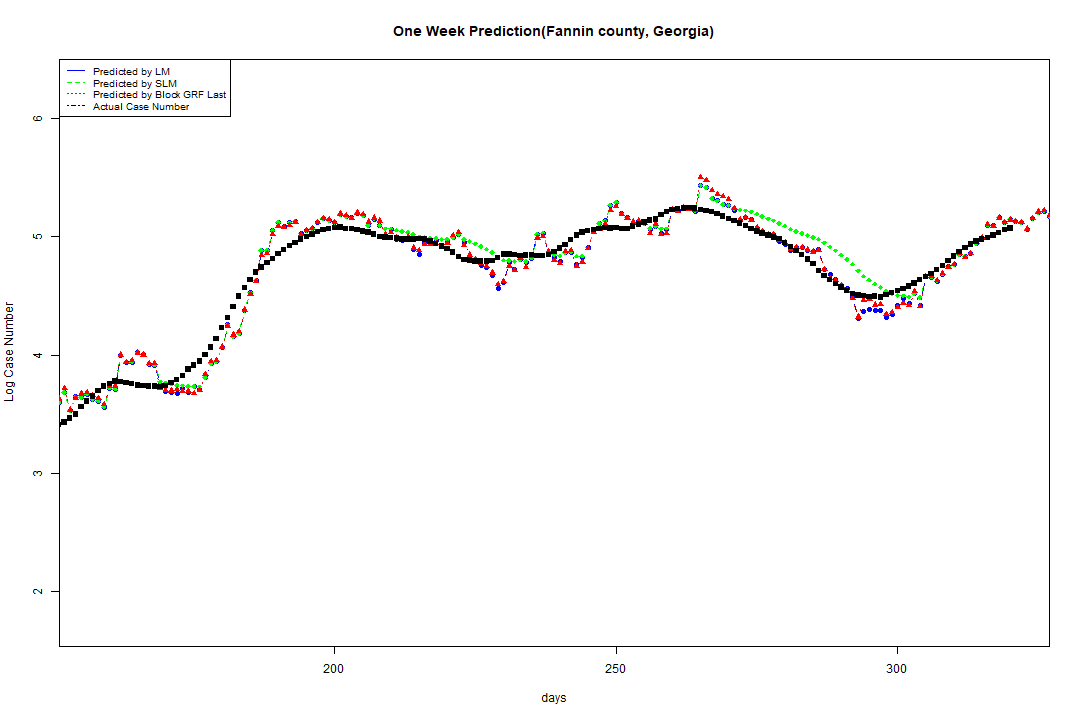 One Week Prediction(Fannin county, Georgia)
Predicted by LM
Predicted by SLM
Predicted by Block GRF Last
Actual Case Number
Log Case Number
6
5
4
3
2
200
250
300
days